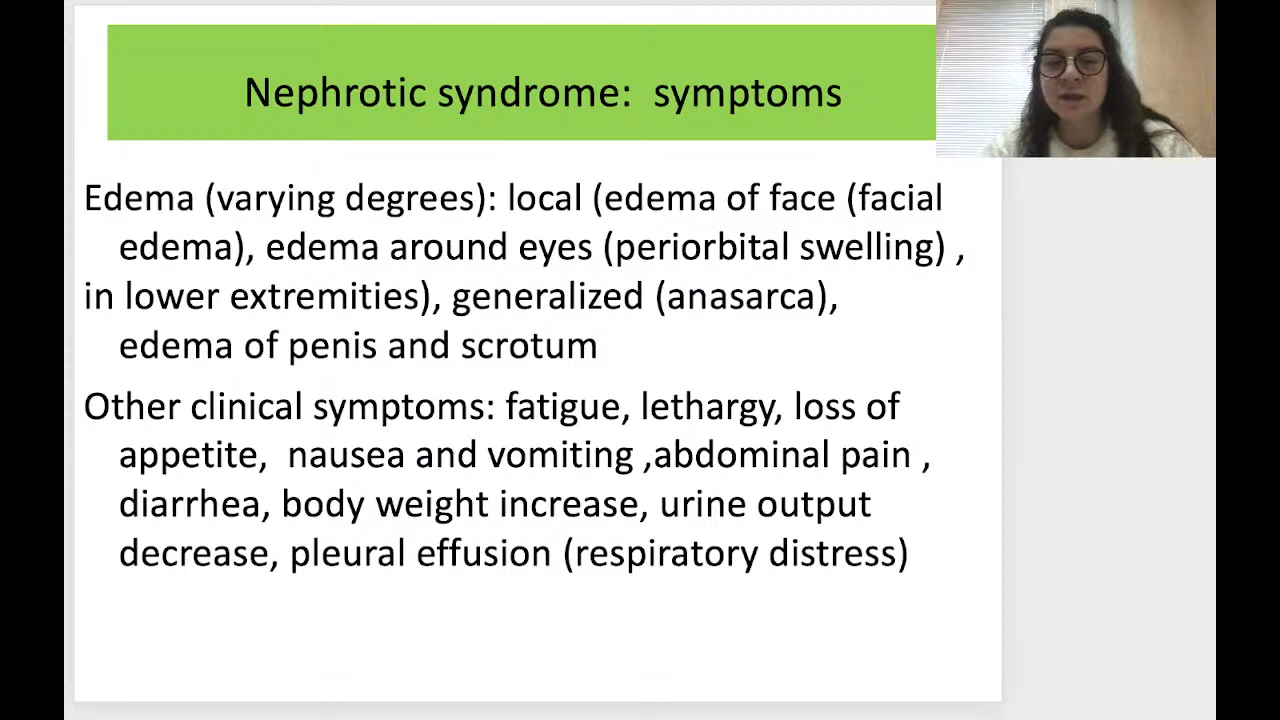 Nephrotic syndrome:  symptoms
Edema (varying degrees): local (edema of face (facial
edema), edema around eyes (periorbital swelling) ,
in lower extremities), generalized (anasarca),
edema of penis and scrotum
Other clinical symptoms: fatigue, lethargy, loss of
appetite,  nausea and vomiting ,abdominal pain ,
diarrhea, body weight increase, urine output
decrease, pleural effusion (respiratory distress)